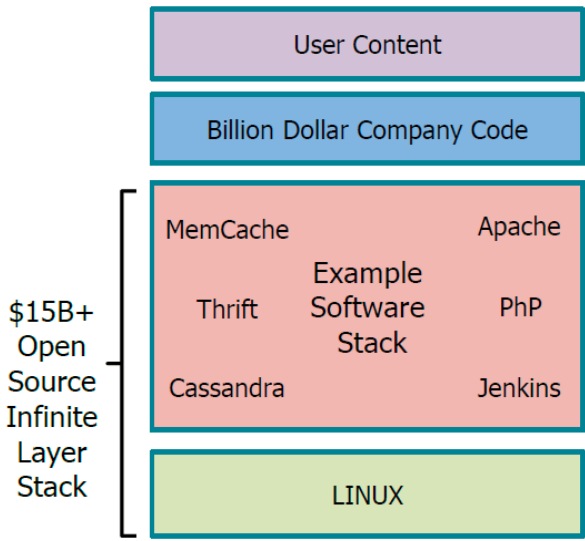 User Content
Billion Dollar Company Code
MemCache
Apache
Example
Software
Stack
Thrift
PhP
Cassandra
Jenkins
$15B+
Open
Source
Infinite
Layer
Stack
LINUX